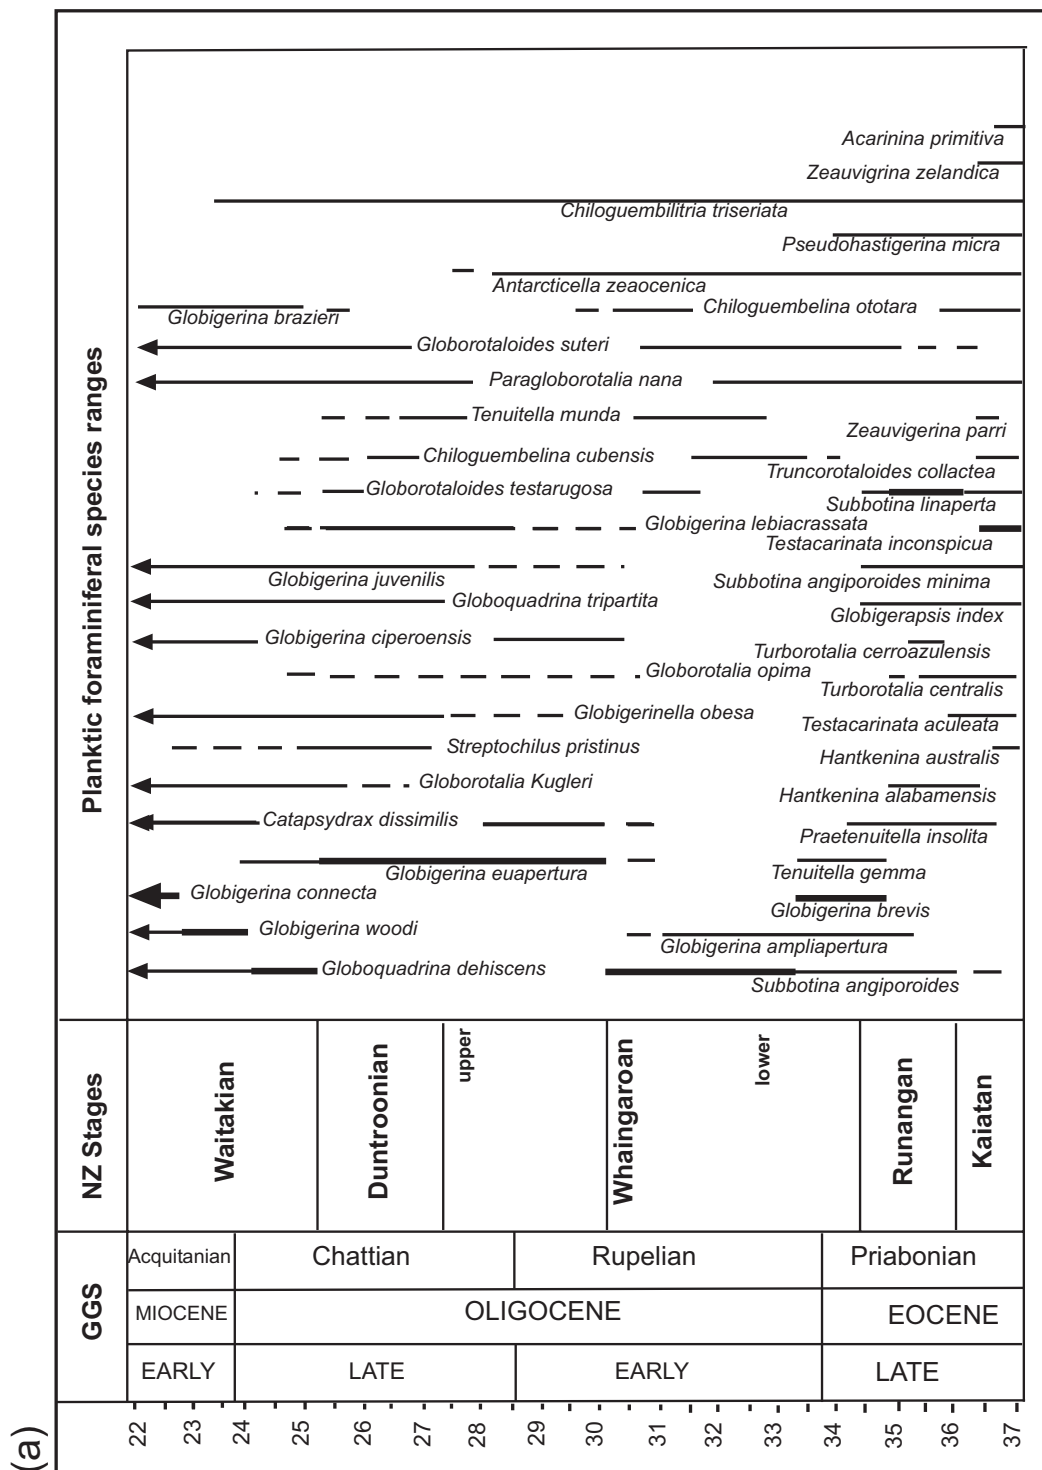 (a)
Planktic foraminiferal species ranges
Acarinina primitiva
Zeauvigrina zelandica
Chiloguembilitria triseriata
Pseudohastigerina micra
Antarcticella zeaocenica
Globigerina brazieri
Chiloguembelina ototara
Globorotaloides suteri
Paragloborotalia nana
Tenuitella munda
Zeauvigerina parri
Chiloguembelina cubensis
Truncorotaloides collactea
Globorotaloides testarugosa
Subbotina linaperta
Globigerina lebiacrassata
Testacarinata inconspicua
Globigerina juvenilis
Subbotina angiporoides minima
Globoquadrina tripartita
Globigerapsis index
Globigerina ciperoensis
Turborotalia cerroazulensis
Globorotalia opima
Turborotalia centralis
Globigerinella obesa
Testacarinata aculeata
Streptochilus pristinus
Hantkenina australis
Globorotalia Kugleri
Hantkenina alabamensis
Catapsydrax dissimilis
Praetenuitella insolita
Globigerina euapertura
Tenuitella gemma
Globigerina connecta
Globigerina brevis
Globigerina woodi
Globigerina ampliapertura
Globoquadrina dehiscens
Subbotina angiporoides
NZ Stages
Waitakian
Duntroonian
upper
Whaingaroan
lower
Runangan
Kaiatan
GGS
Acquitanian
Chattian
Rupelian
Priabonian
MIOCENE
OLIGOCENE
EOCENE
EARLY
LATE
EARLY
LATE
22
23
24
25
26
27
28
29
30
31
32
33
34
35
36
37